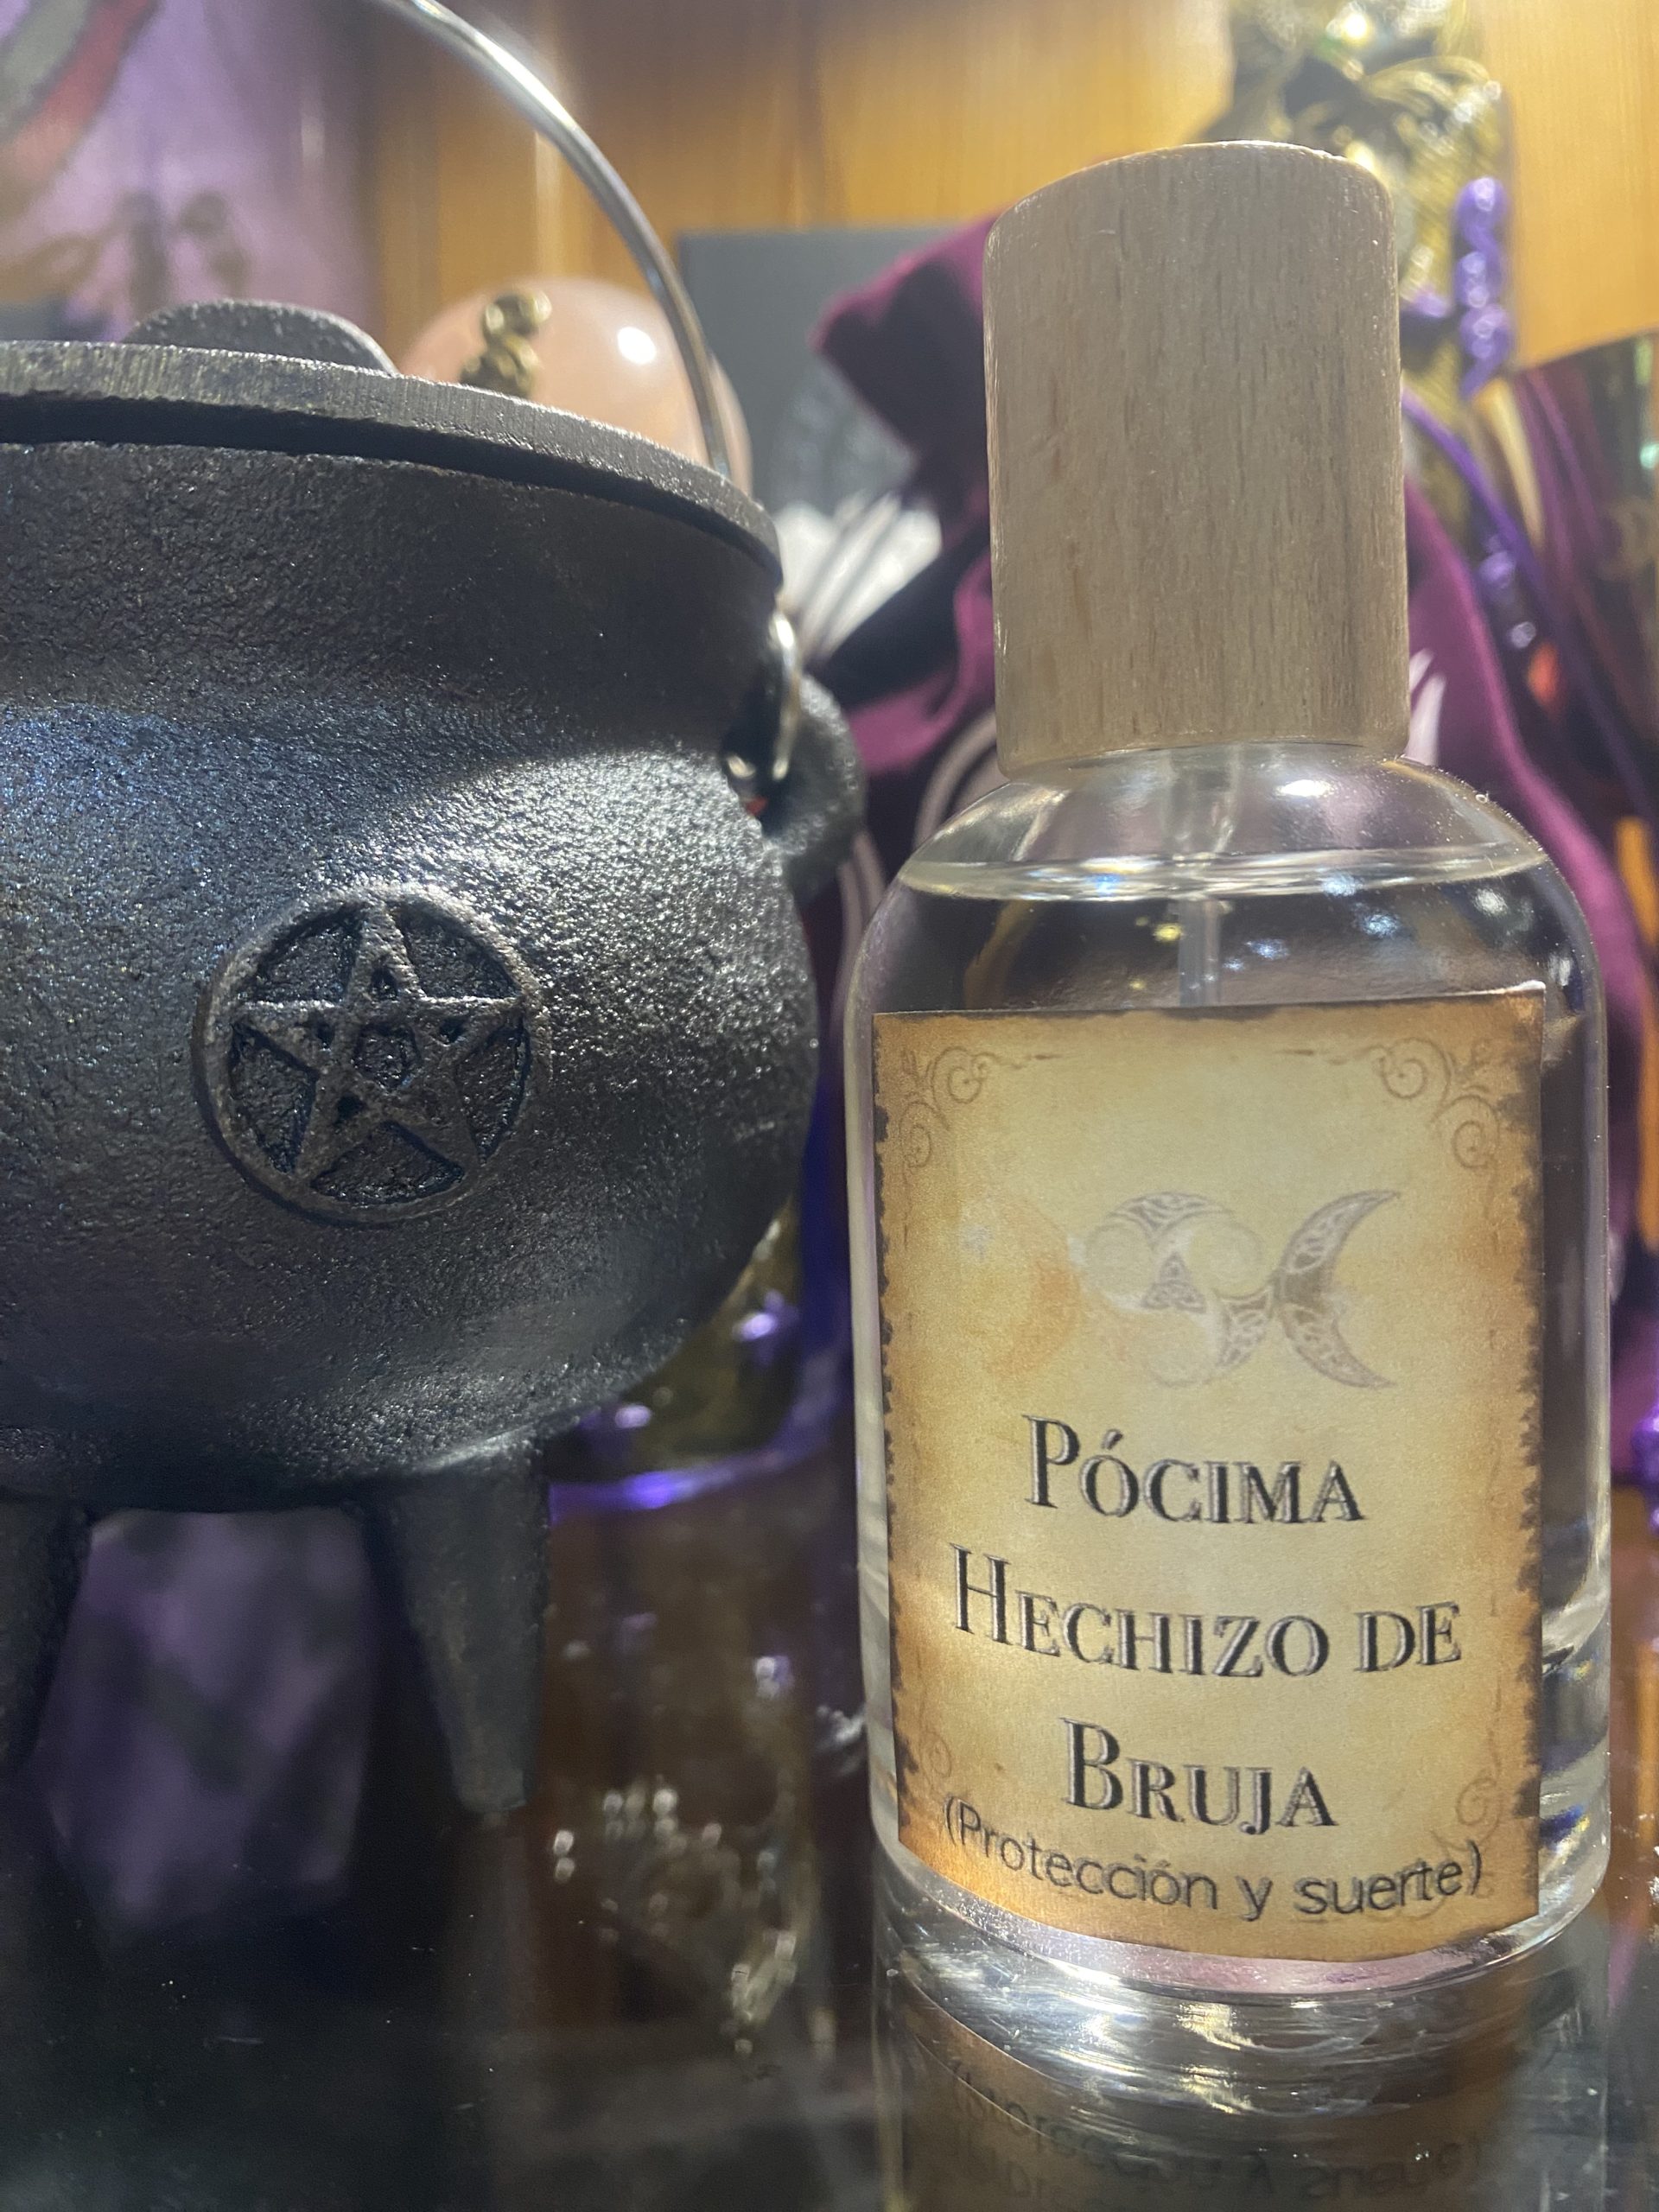 Pócima
Hechizo de
Bruja
(Protección y suerte)